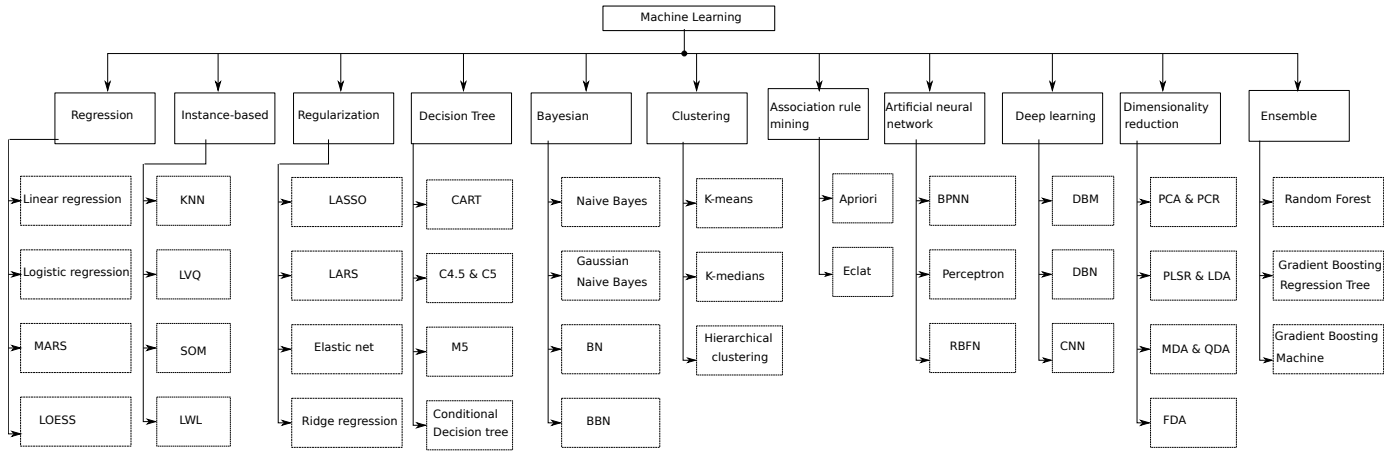 Machine Learning
Regression
Instance-based
Regularization
Decision Tree
Bayesian
Clustering
Association rule
mining
Artificial neural
network
Deep learning
Dimensionality
reduction
Ensemble
Linear regression
Logistic regression
MARS
LOESS
KNN
LVQ
SOM
LWL
LASSO
LARS
Elastic net
Ridge regression
CART
C4.5 & C5
M5
Conditional
Decision tree
Naive Bayes
Gaussian
Naive Bayes
BN
BBN
K-means
K-medians
Hierarchical
clustering
Apriori
Eclat
BPNN
Perceptron
RBFN
DBM
DBN
CNN
PCA & PCR
PLSR & LDA
MDA & QDA
FDA
Random Forest
Gradient Boosting
Regression Tree
Gradient Boosting
Machine